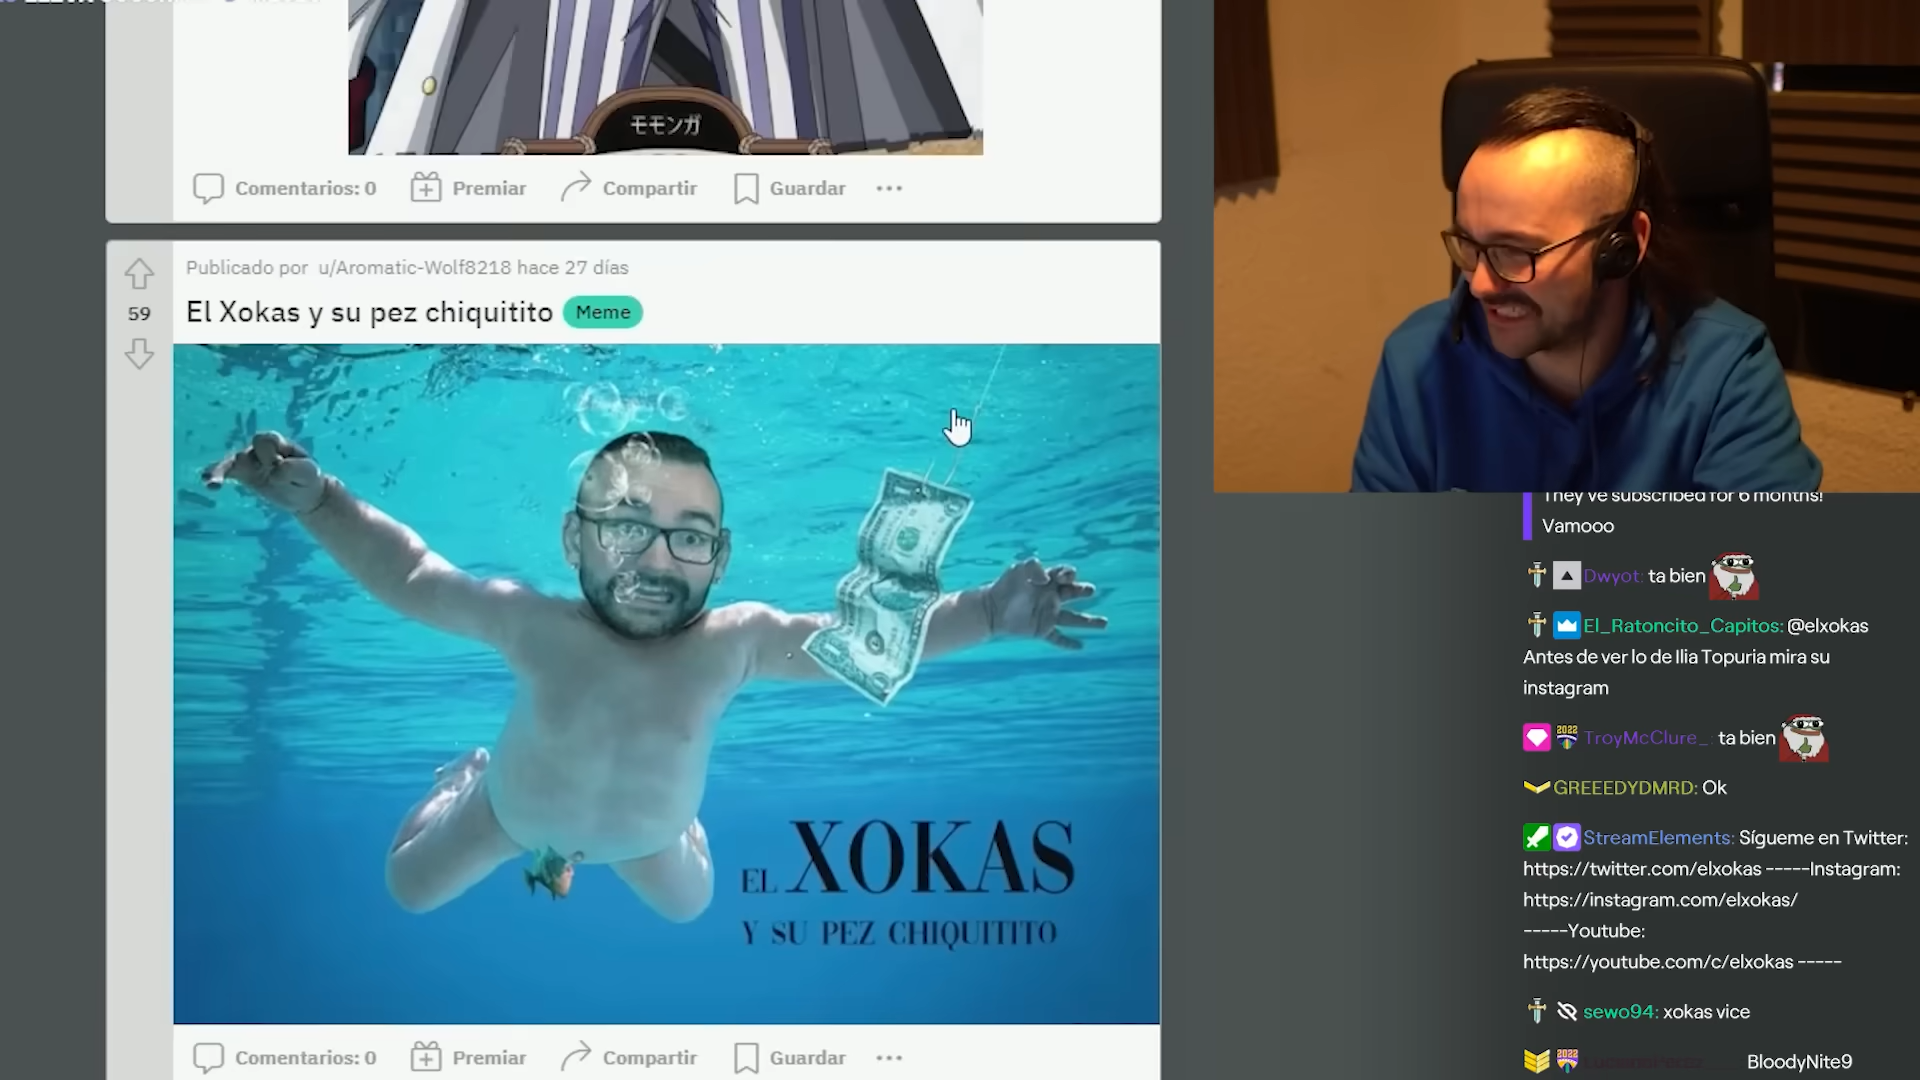 モモンガ
Comentarios: 0
Premiar
Compartir
Guardar
Publicado por u/Aromatic-Wolf8218 hace 27 días
59
El Xokas y su pez chiquitito
Meme
EL XOKAS
Y SU PEZ CHIQUITITO
Comentarios: 0
Premiar
Compartir
Guardar
They've subscribed for 6 months!
Vamooo
Dwyot: ta bien
El_Ratoncito_Capitos: @elxokas
Antes de ver lo de Ilia Topuria mira su
instagram
2022
TroyMcClure_: ta bien
GREEEDYDMRD: Ok
StreamElements: Sígueme en Twitter:
https://twitter.com/elxokas -----Instagram:
https://instagram.com/elxokas/
-----Youtube:
https://youtube.com/c/elxokas -----
sewo94: xokas vice
2022
BloodyNite9